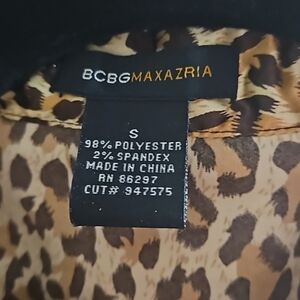 BCBGMAXAZRIA
S
98% POLYESTER
2% SPANDEX
MADE IN CHINA
RN 86297
CUT# 947575